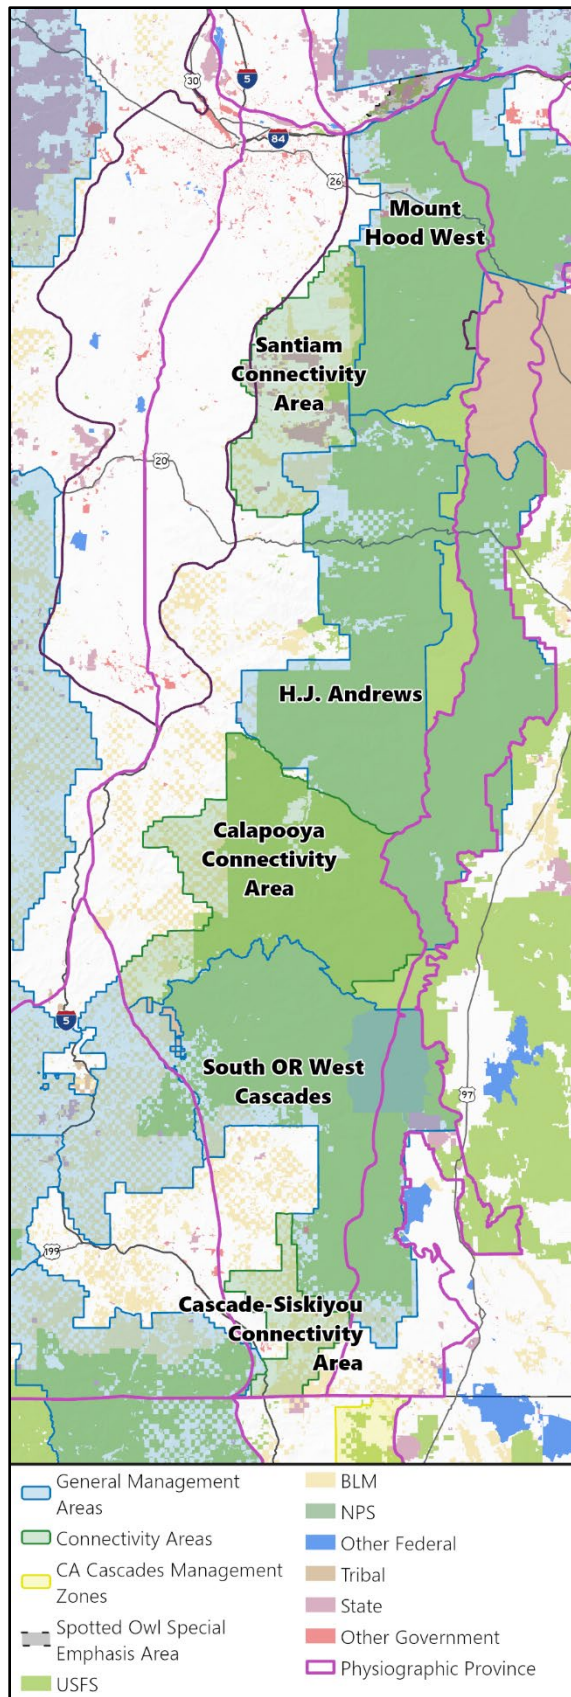 30
5
84
26
Mount
Hood West
Santiam
Connectivity
Area
20
H.J. Andrews
Calapooya
Connectivity
Area
5
South OR West
Cascades
97
199
Cascade-Siskiyou
Connectivity
Area
General Management
Areas
Connectivity Areas
CA Cascades Management
Zones
Spotted Owl Special
Emphasis Area
USFS
BLM
NPS
Other Federal
Tribal
State
Other Government
Physiographic Province